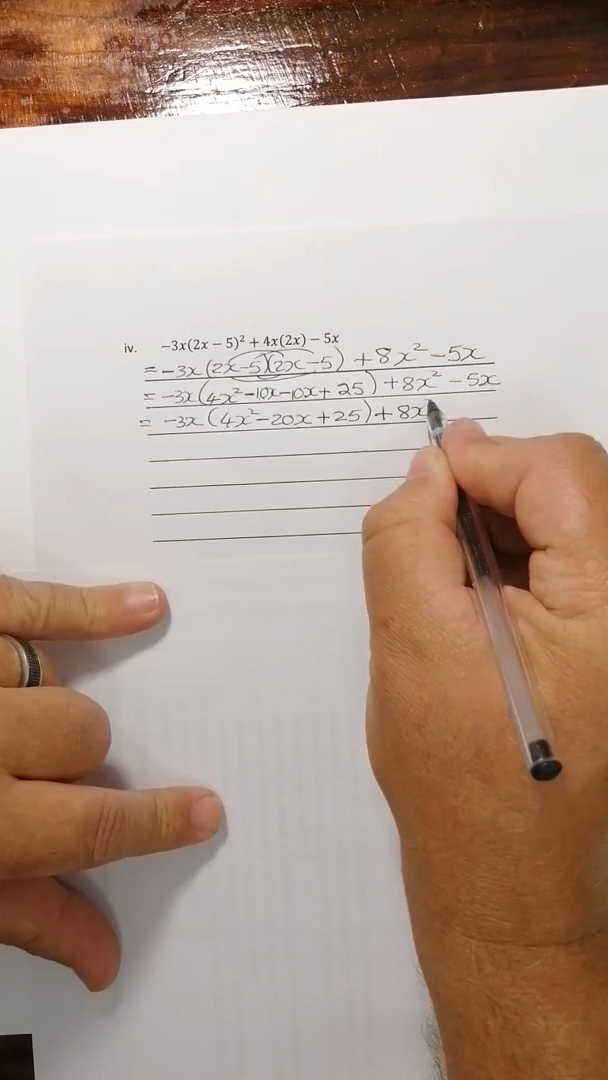 iv. -3x(2x - 5)² + 4x(2x) - 5x
= -3x (2x-5)(2x-5) + 8x² - 5x
= -3x (4x² - 10x - 10x + 25) + 8x² - 5x
= -3x (4x² - 20x + 25) + 8x²